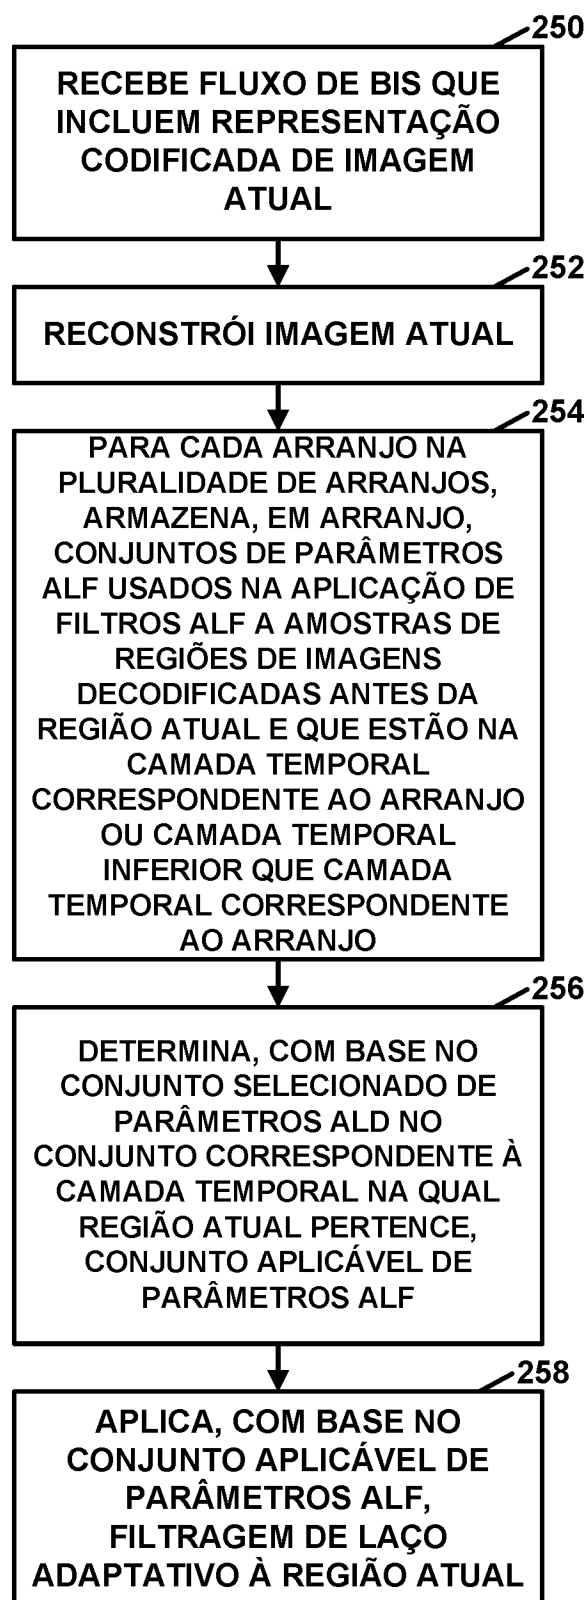 250
RECEBE FLUXO DE BIS QUE
INCLUEM REPRESENTAÇÃO
CODIFICADA DE IMAGEM
ATUAL
252
RECONSTRÓI IMAGEM ATUAL
254
PARA CADA ARRANJO NA
PLURALIDADE DE ARRANJOS,
ARMAZENA, EM ARRANJO,
CONJUNTOS DE PARÂMETROS
ALF USADOS NA APLICAÇÃO DE
FILTROS ALF A AMOSTRAS DE
REGIÕES DE IMAGENS
DECODIFICADAS ANTES DA
REGIÃO ATUAL E QUE ESTÃO NA
CAMADA TEMPORAL
CORRESPONDENTE AO ARRANJO
OU CAMADA TEMPORAL
INFERIOR QUE CAMADA
TEMPORAL CORRESPONDENTE
AO ARRANJO
256
DETERMINA, COM BASE NO
CONJUNTO SELECIONADO DE
PARÂMETROS ALD NO
CONJUNTO CORRESPONDENTE À
CAMADA TEMPORAL NA QUAL
REGIÃO ATUAL PERTENCE,
CONJUNTO APLICÁVEL DE
PARÂMETROS ALF
258
APLICA, COM BASE NO
CONJUNTO APLICÁVEL DE
PARÂMETROS ALF,
FILTRAGEM DE LAÇO
ADAPTATIVO À REGIÃO ATUAL